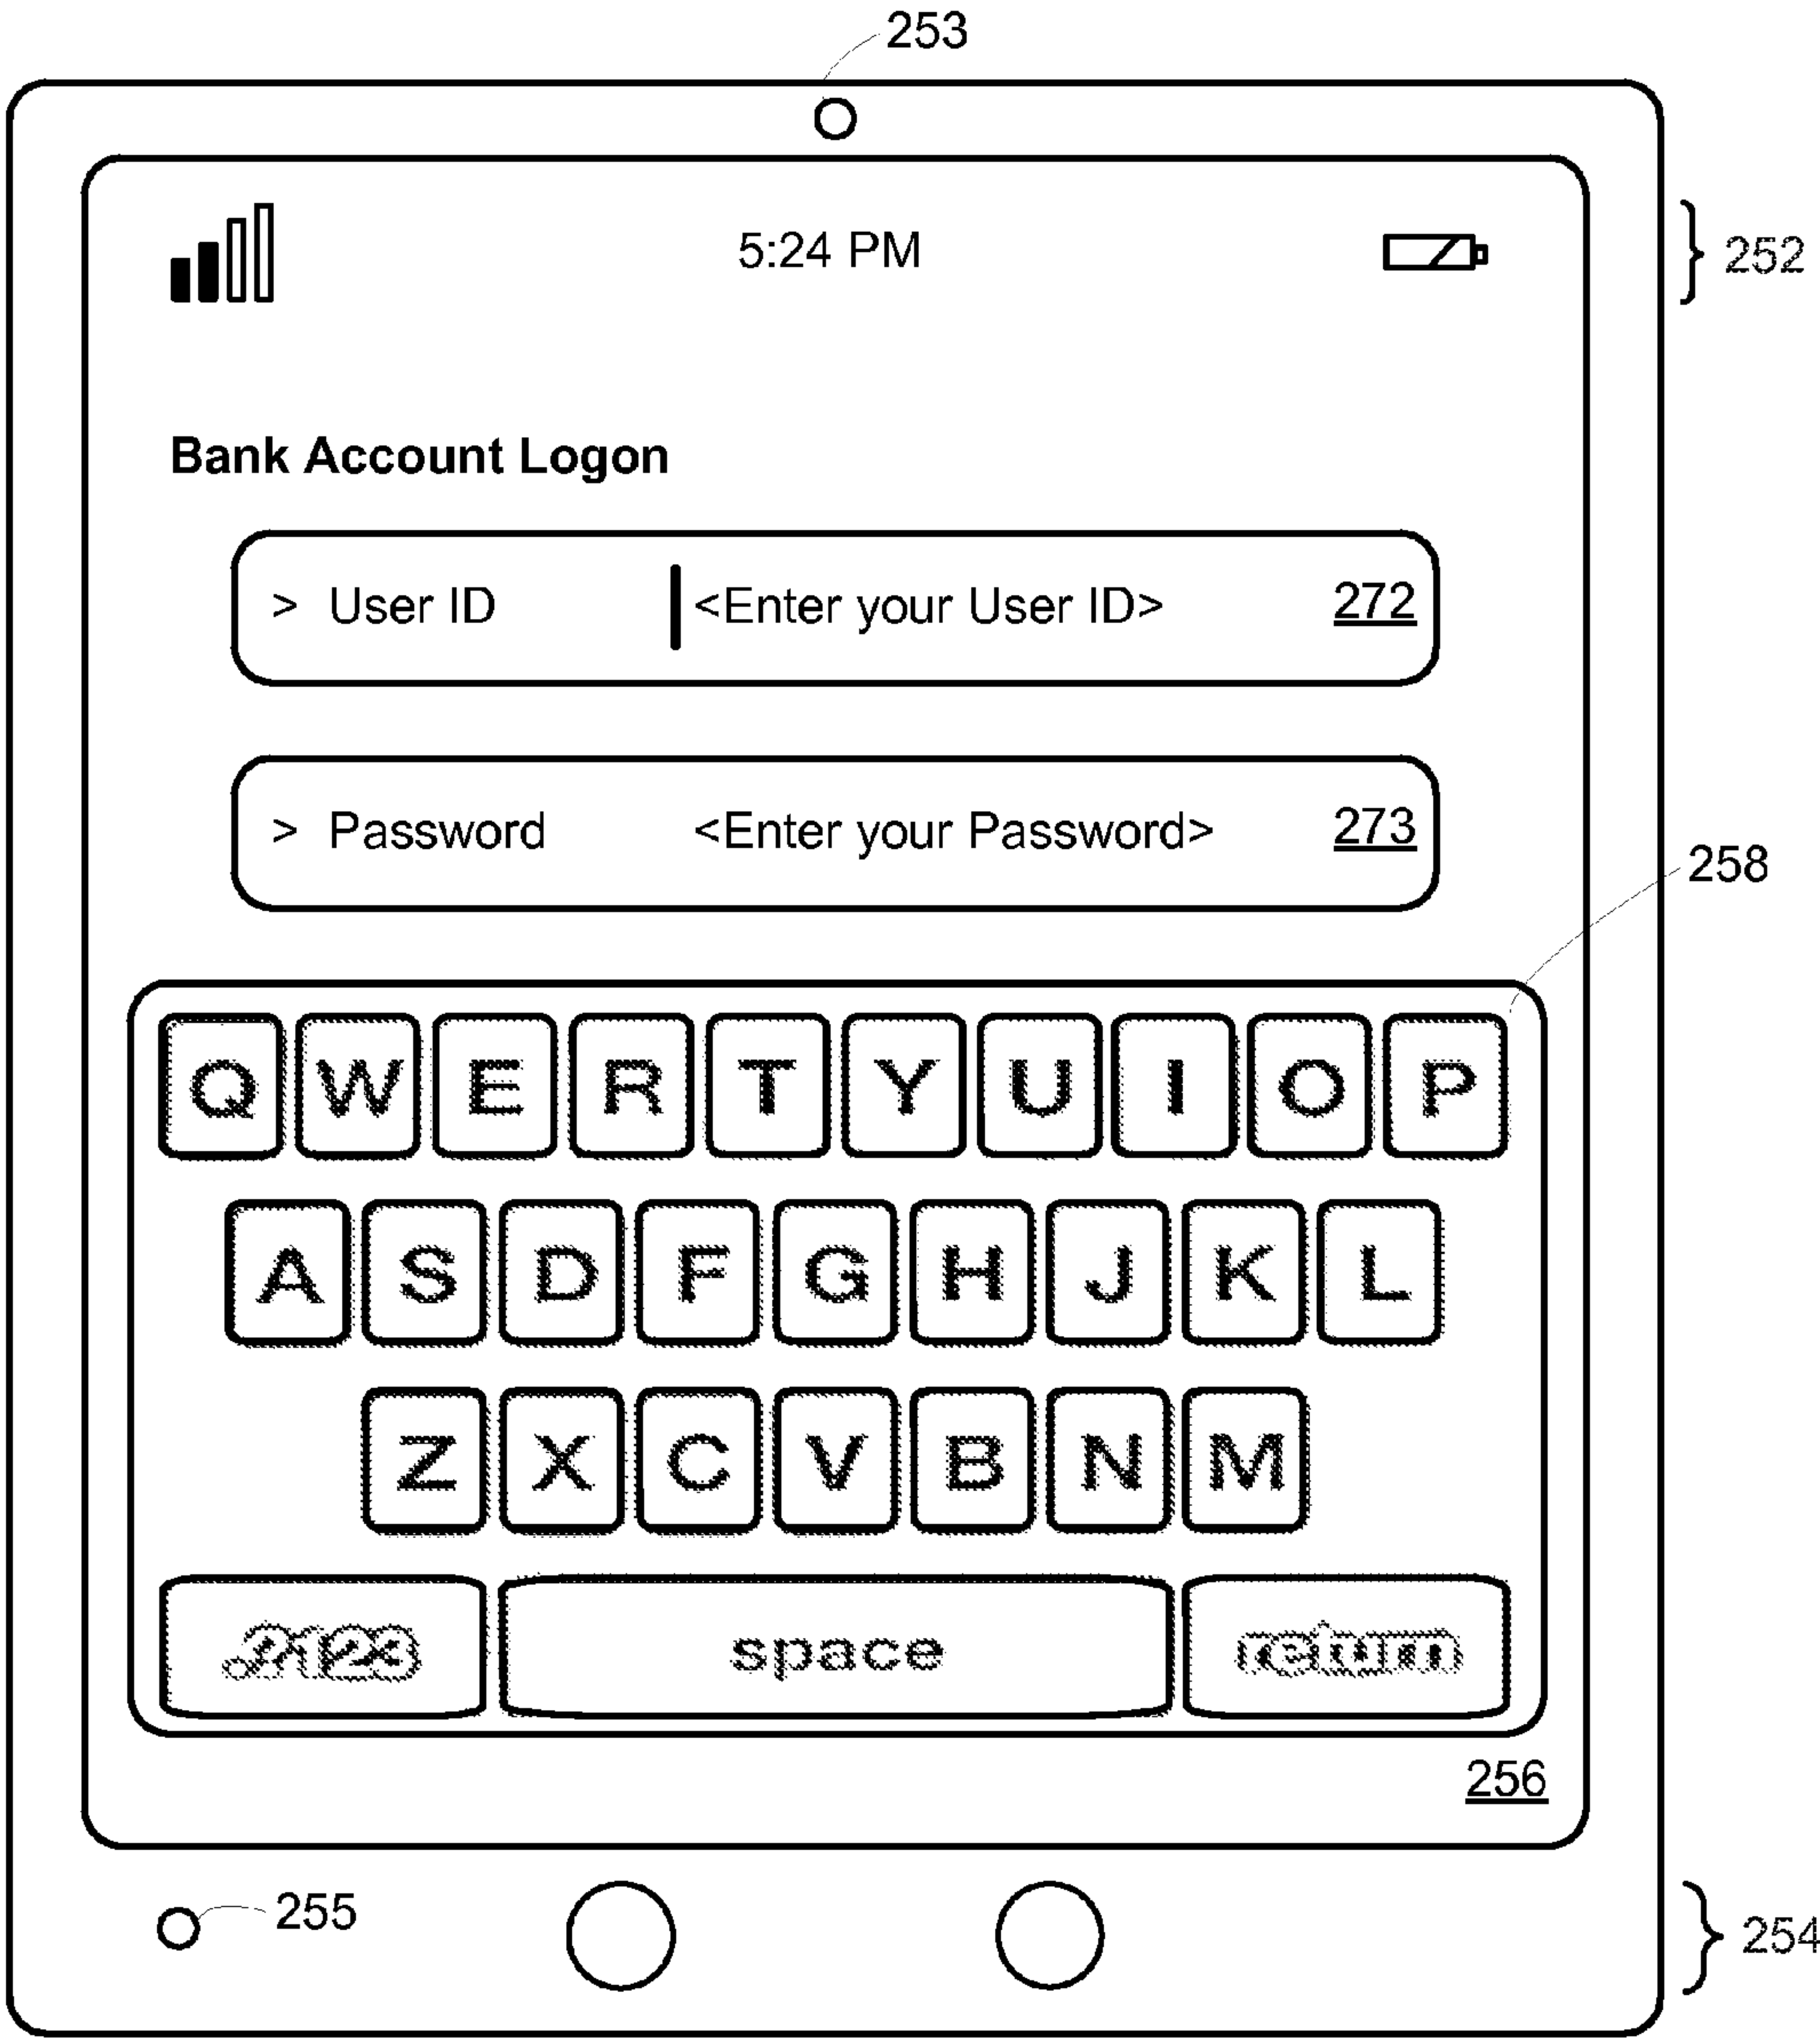 253
5:24 PM 252
Bank Account Logon
> User ID <Enter your User ID> 272
> Password <Enter your Password> 273
258
Q W E R T Y U I O P
A S D F G H J K L
Z X C V B N M
.?123 space return
256
255
254